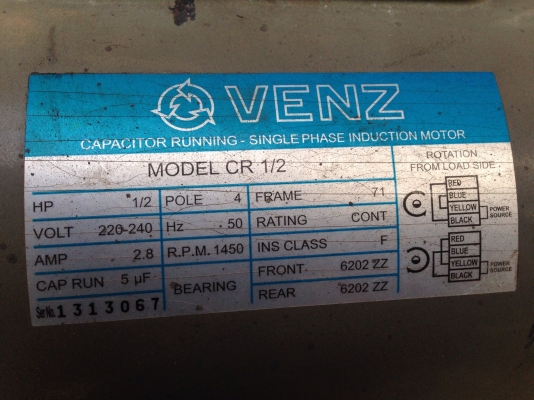 VENZ
CAPACITOR RUNNING - SINGLE PHASE INDUCTION MOTOR
MODEL CR 1/2
HP 1/2 POLE 4 FRAME 71
VOLT 220-240 Hz 50 RATING CONT
AMP 2.8 R.P.M. 1450 INS CLASS F
CAP RUN 5 µF BEARING FRONT 6202 ZZ
REAR 6202 ZZ
Ser No. 1313067
ROTATION
FROM LOAD SIDE
RED
BLUE
YELLOW
BLACK
POWER
SOURCE
RED
BLUE
YELLOW
BLACK
POWER
SOURCE